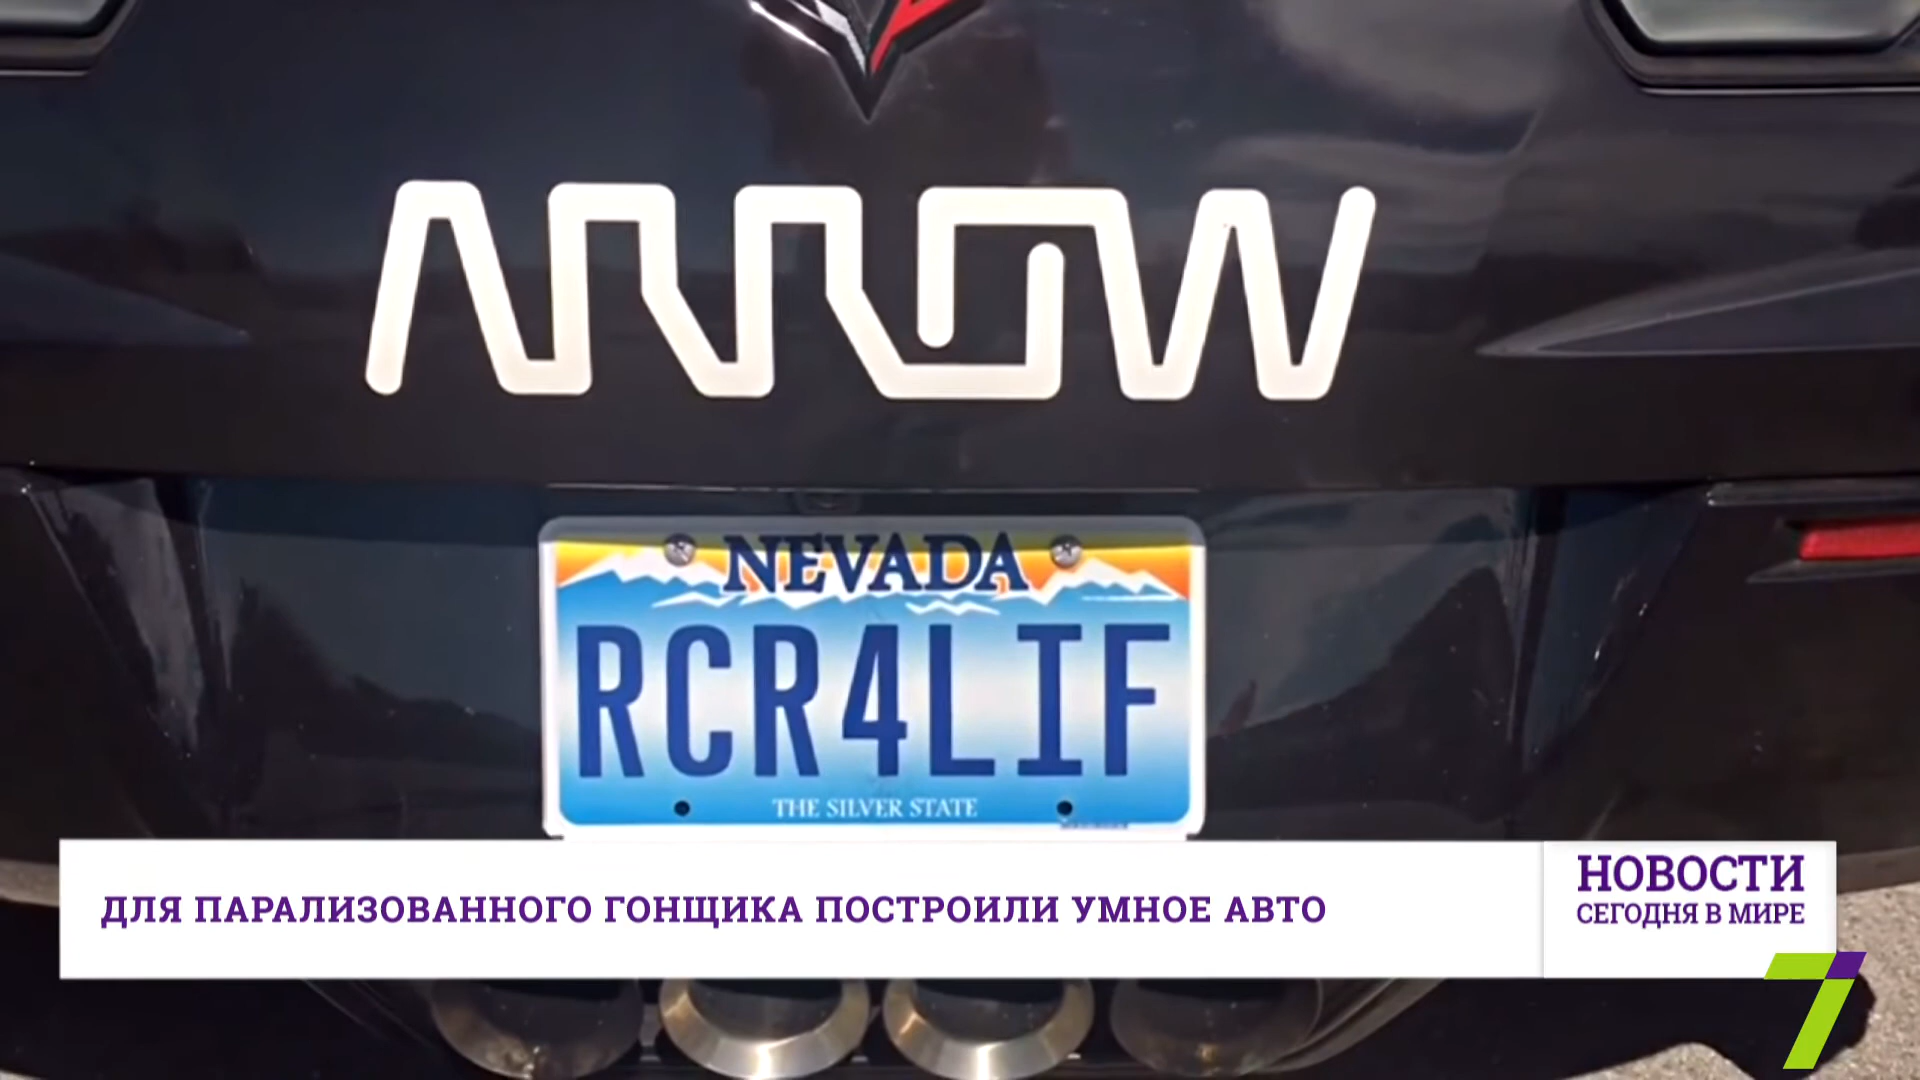 ARROW
NEVADA
RCR4LIF
THE SILVER STATE
ДЛЯ ПАРАЛИЗОВАННОГО ГОНЩИКА ПОСТРОИЛИ УМНОЕ АВТО
НОВОСТИ
СЕГОДНЯ В МИРЕ
7